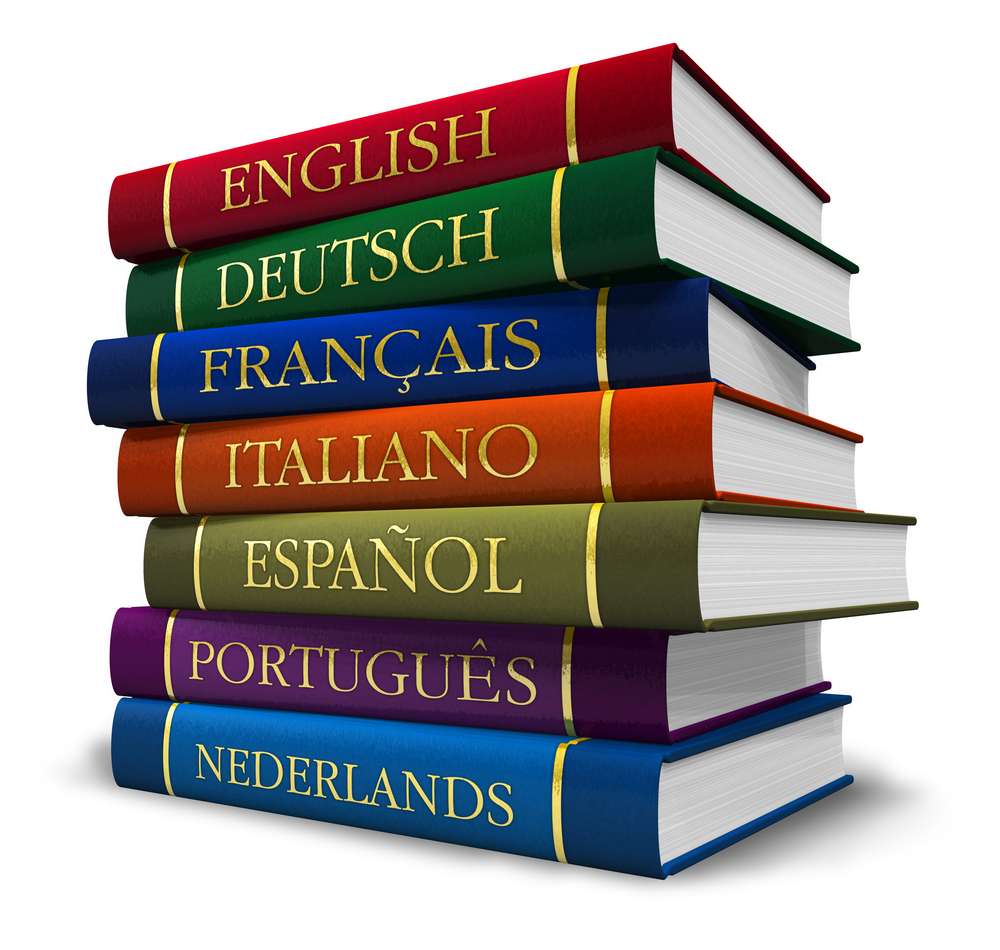 ENGLISH
DEUTSCH
FRANÇAIS
ITALIANO
ESPAÑOL
PORTUGUÊS
NEDERLANDS